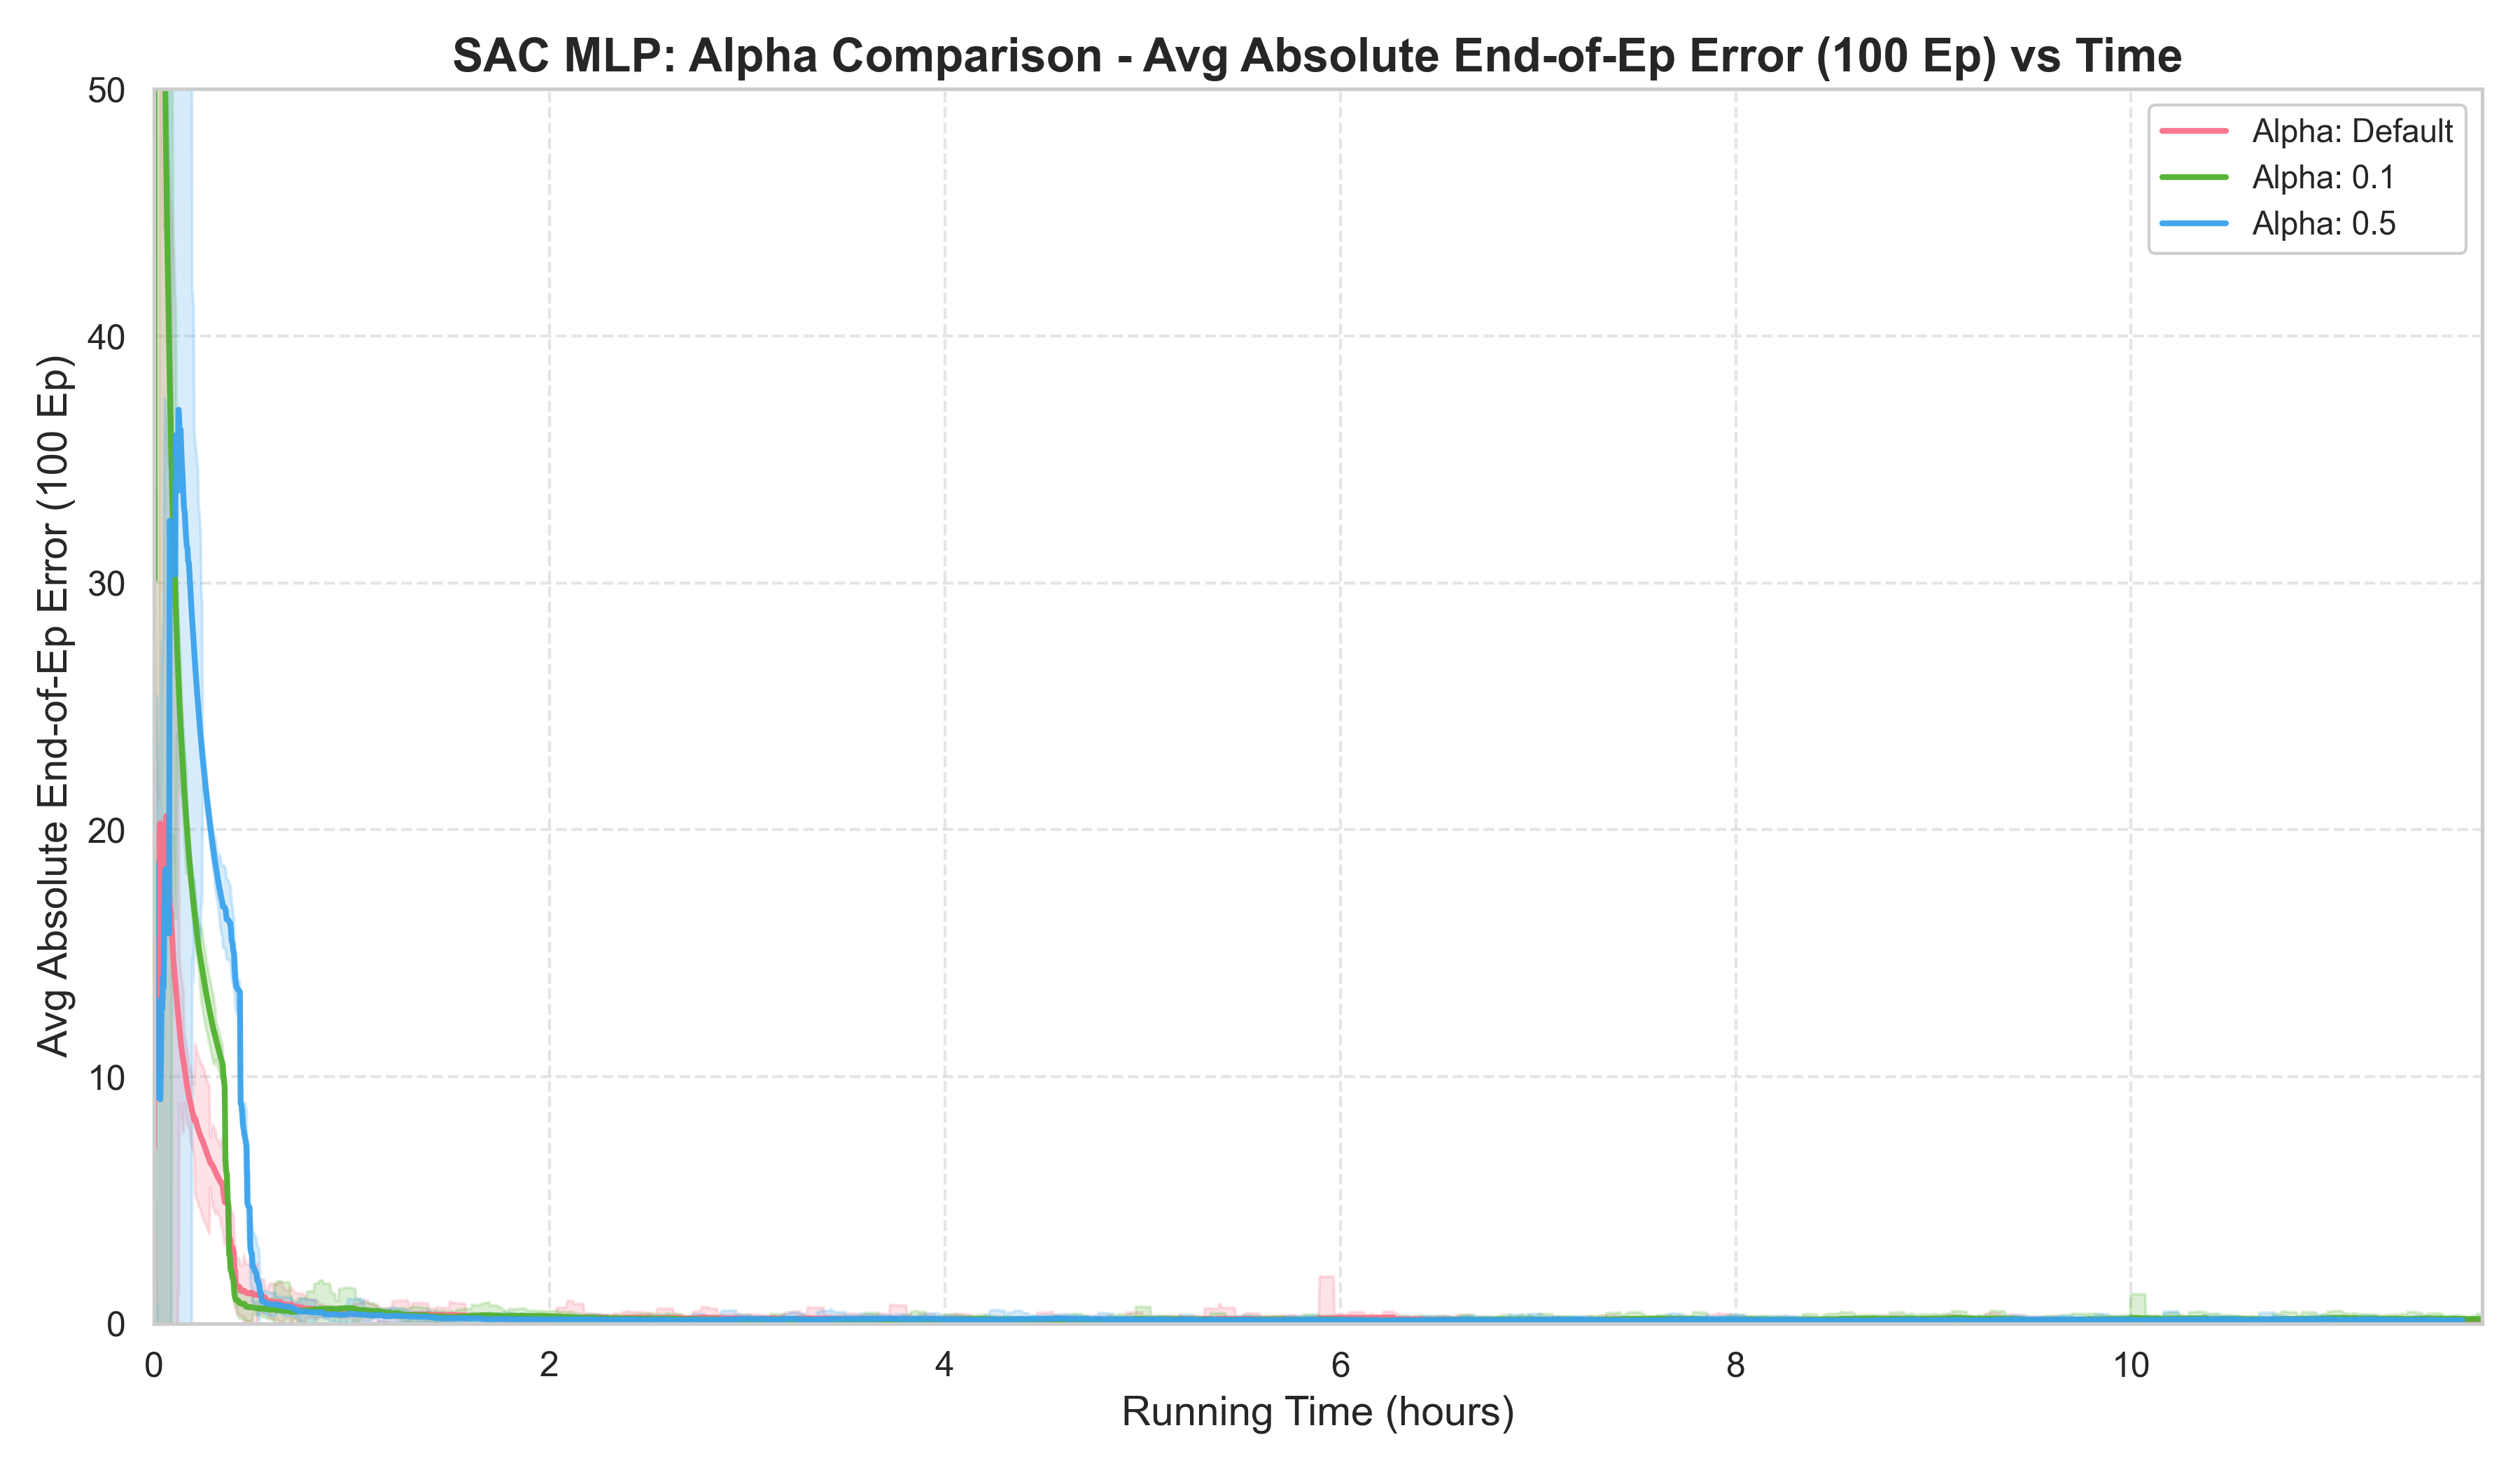 SAC MLP: Alpha Comparison - Avg Absolute End-of-Ep Error (100 Ep) vs Time
Alpha: Default
Alpha: 0.1
Alpha: 0.5
Avg Absolute End-of-Ep Error (100 Ep)
50
40
30
20
10
0
0 2 4 6 8 10
Running Time (hours)